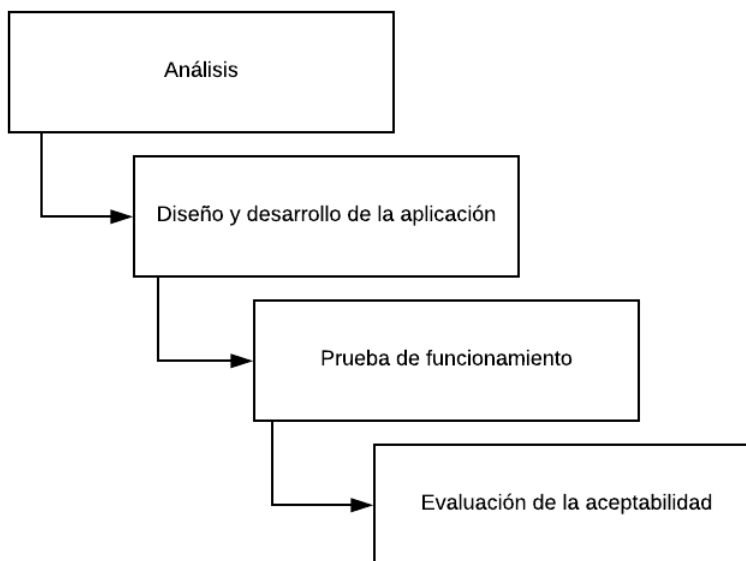 Análisis
Diseño y desarrollo de la aplicación
Prueba de funcionamiento
Evaluación de la aceptabilidad